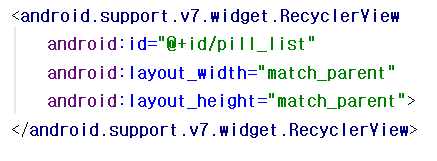 <android.support.v7.widget.RecyclerView
android:id="@+id/pill_list"
android:layout_width="match_parent"
android:layout_height="match_parent">
</android.support.v7.widget.RecyclerView>